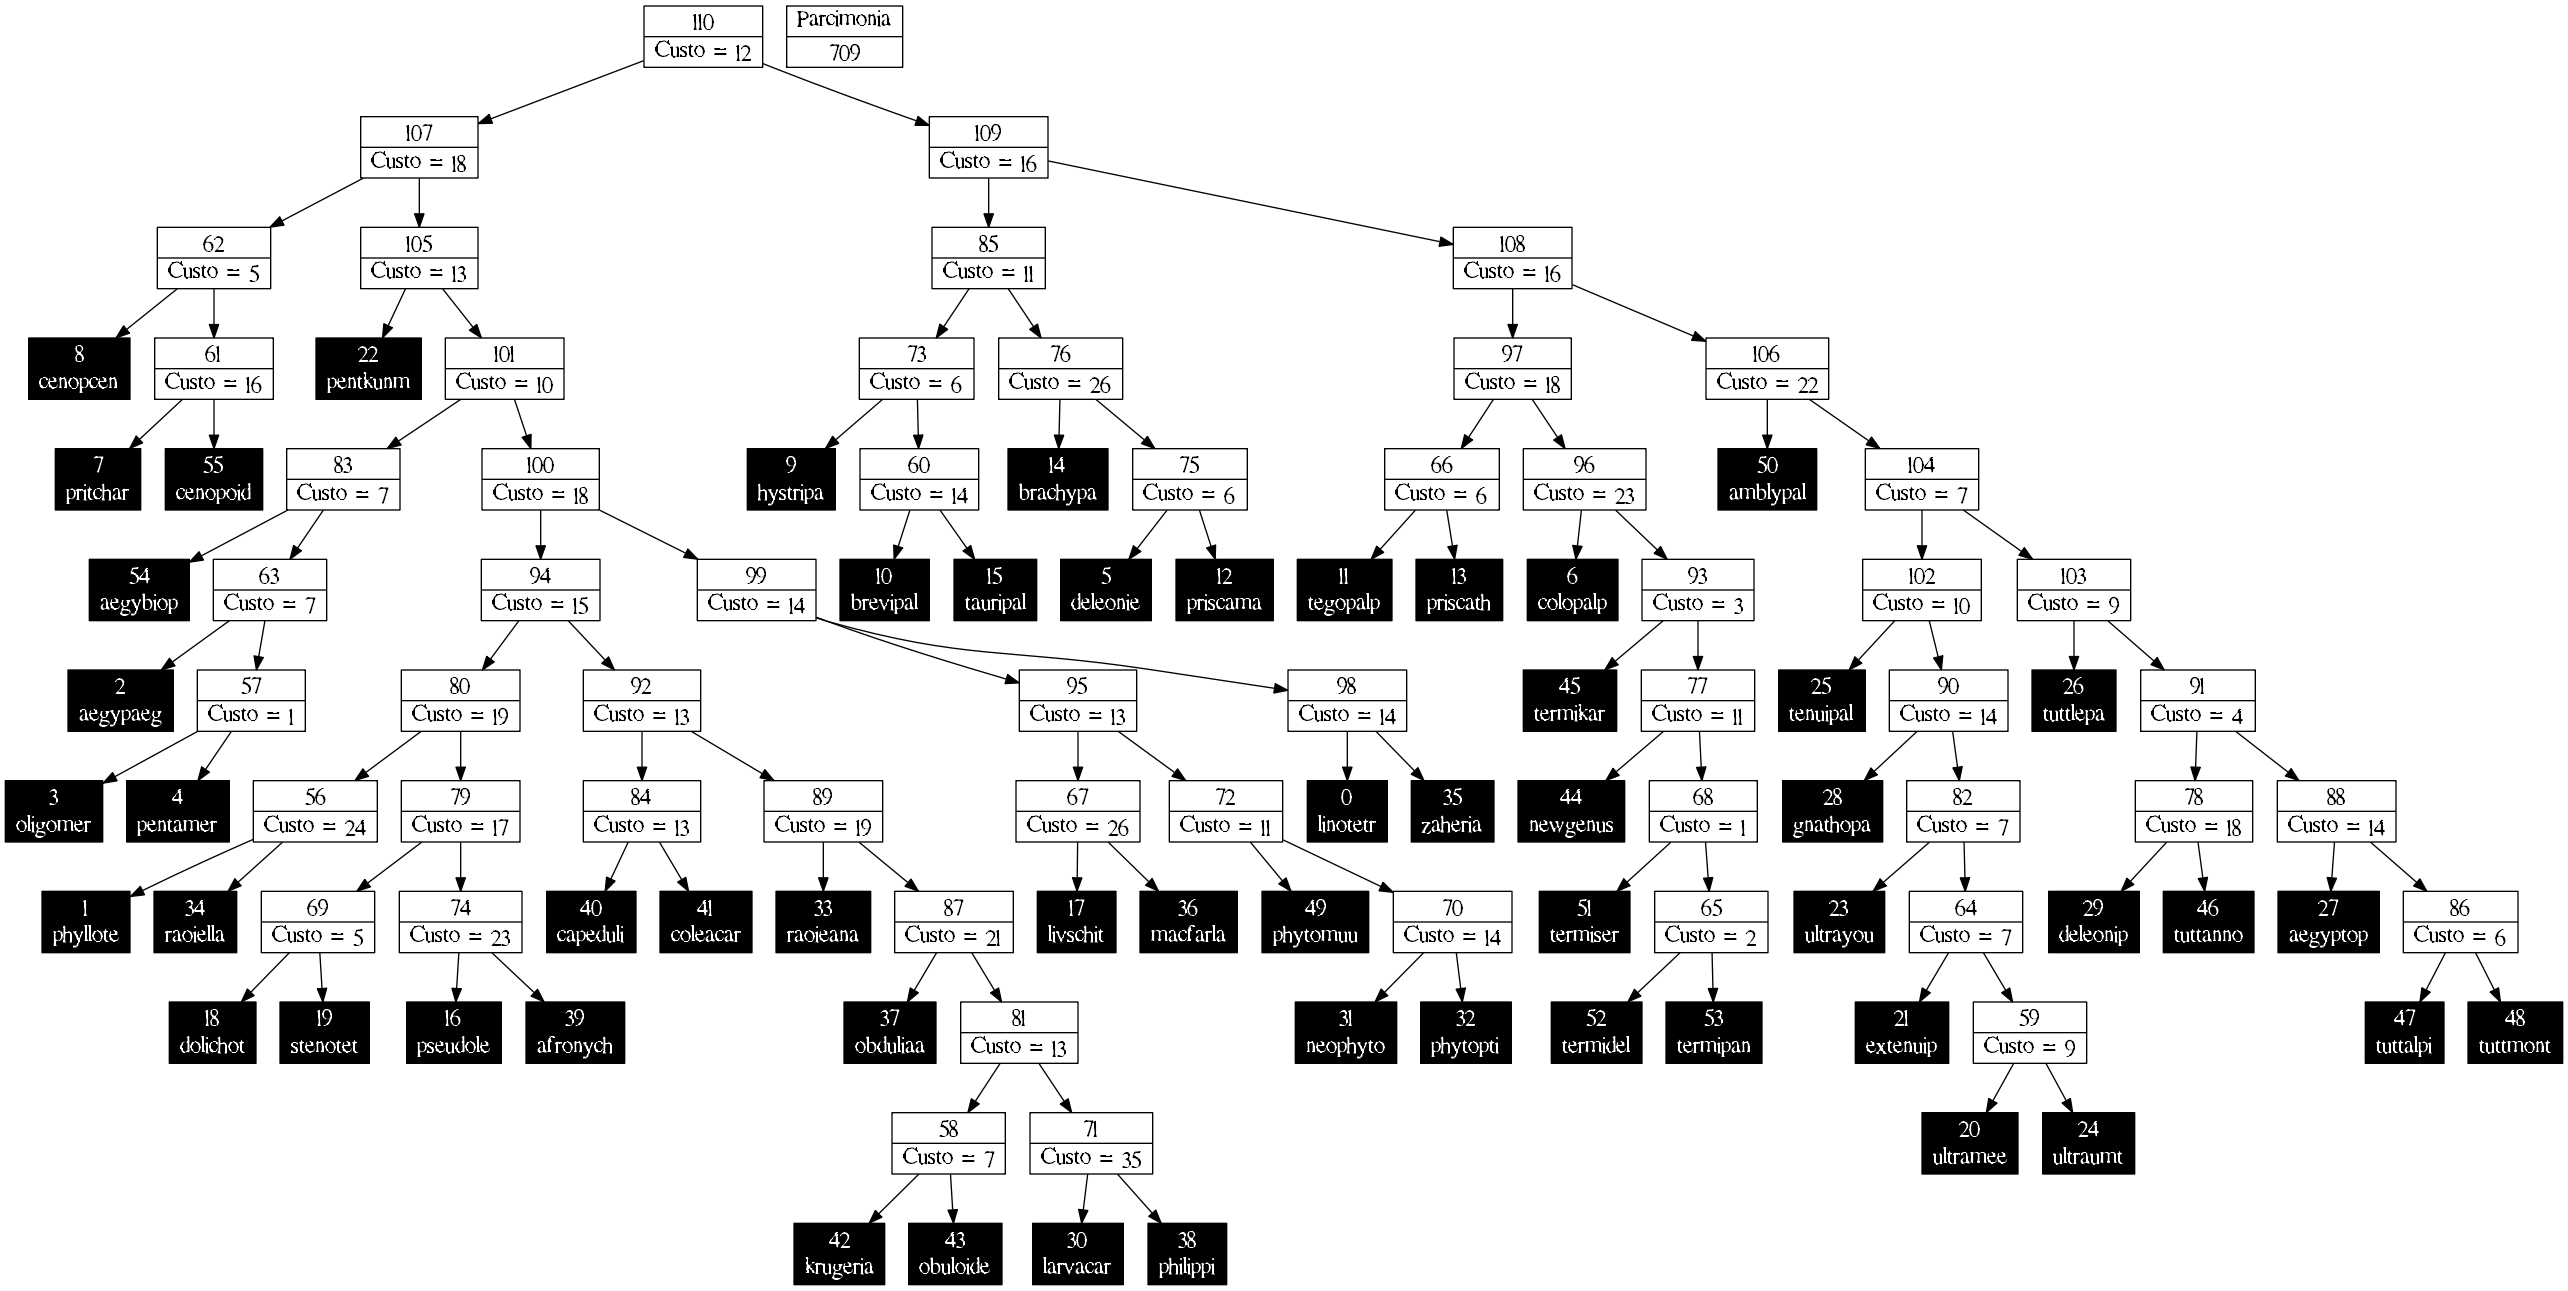 110
Custo = 12
Parcimonia
709
107
Custo = 18
109
Custo = 16
62
Custo = 5
105
Custo = 13
85
Custo = 11
108
Custo = 16
8
cenopcen
61
Custo = 16
22
pentkunm
101
Custo = 10
73
Custo = 6
76
Custo = 26
97
Custo = 18
106
Custo = 22
7
pritchar
55
cenopoid
83
Custo = 7
100
Custo = 18
9
hystripa
60
Custo = 14
14
brachypa
75
Custo = 6
66
Custo = 6
96
Custo = 23
50
amblypal
104
Custo = 7
54
aegybiop
63
Custo = 7
94
Custo = 15
99
Custo = 14
10
brevipal
15
tauripal
5
deleonie
12
priscama
11
tegopalp
13
priscath
6
colopalp
93
Custo = 3
102
Custo = 10
103
Custo = 9
2
aegypaeg
57
Custo = 1
80
Custo = 19
92
Custo = 13
95
Custo = 13
98
Custo = 14
45
termikar
77
Custo = 11
25
tenuipal
90
Custo = 14
26
tuttlepa
91
Custo = 4
3
oligomer
4
pentamer
56
Custo = 24
79
Custo = 17
84
Custo = 13
89
Custo = 19
67
Custo = 26
72
Custo = 11
0
linotetr
35
zaheria
44
newgenus
68
Custo = 1
28
gnathopa
82
Custo = 7
78
Custo = 18
88
Custo = 14
1
phyllote
34
raoiella
69
Custo = 5
74
Custo = 23
40
capeduli
41
coleacar
33
raoieana
87
Custo = 21
17
livschit
36
macfarla
49
phytomuu
70
Custo = 14
51
termiser
65
Custo = 2
23
ultrayou
64
Custo = 7
29
deleonip
46
tuttanno
27
aegyptop
86
Custo = 6
18
dolichot
19
stenotet
16
pseudole
39
afronych
37
obduliaa
81
Custo = 13
31
neophyto
32
phytopti
52
termidel
53
termipan
21
extenuip
59
Custo = 9
47
tuttalpi
48
tuttmont
58
Custo = 7
71
Custo = 35
20
ultramee
24
ultraumt
42
krugeria
43
obuloide
30
larvacar
38
philippi